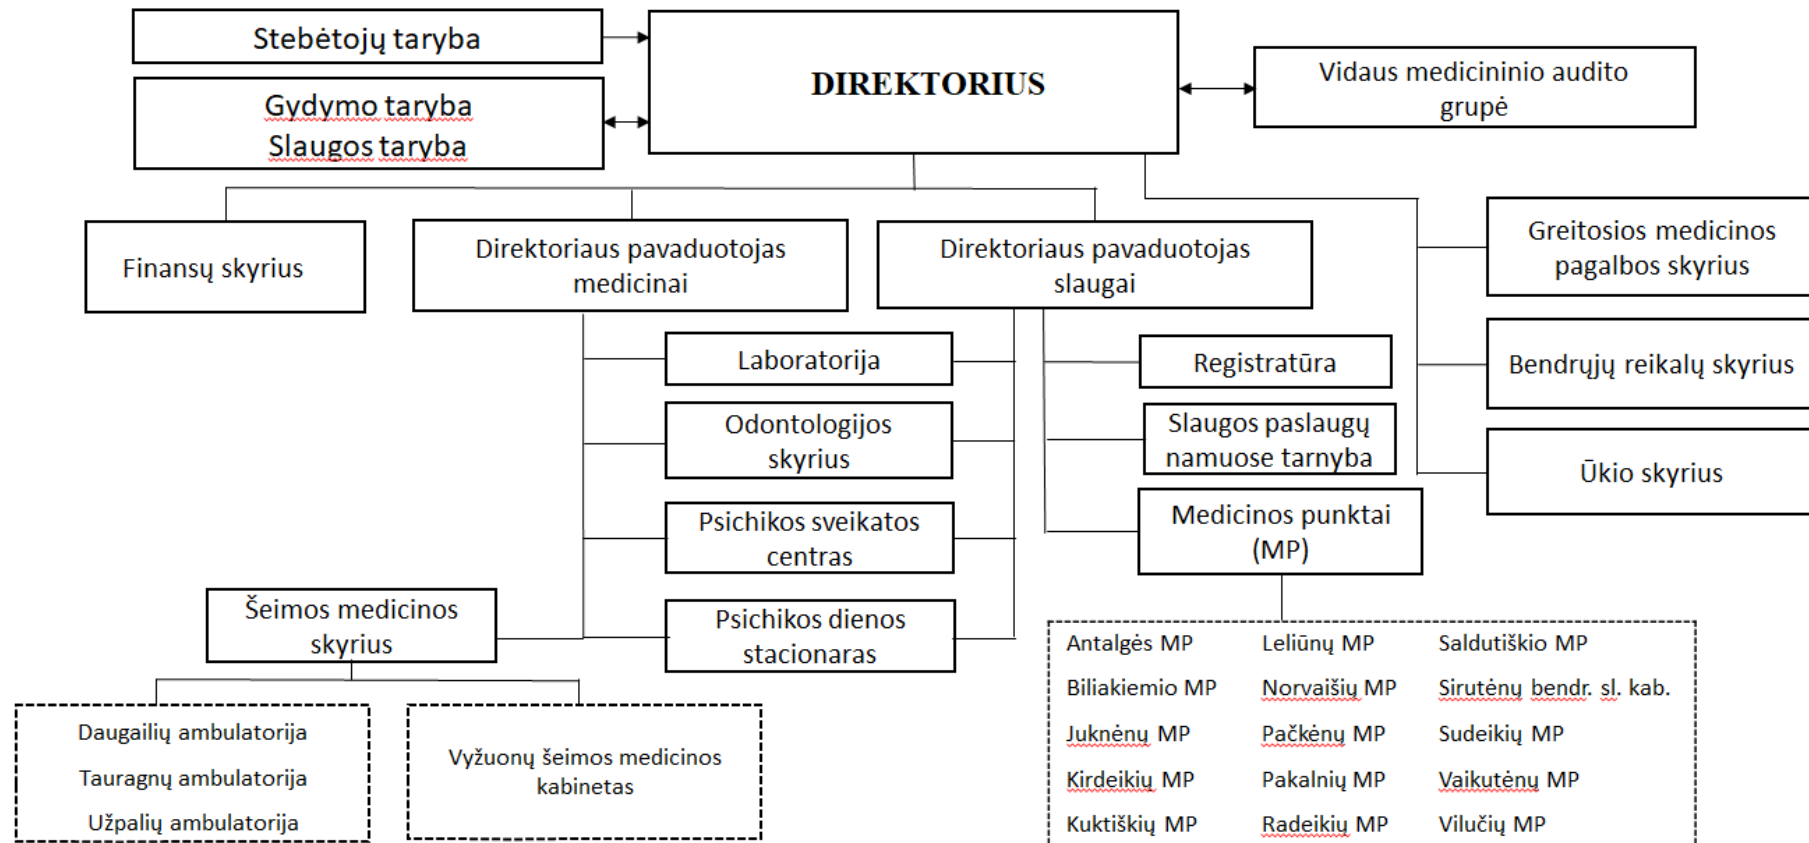 Stebėtojų taryba
Gydymo taryba
Slaugos taryba
DIREKTORIUS
Vidaus medicininio audito
grupė
Finansų skyrius
Direktoriaus pavaduotojas
medicinai
Direktoriaus pavaduotojas
slaugai
Greitosios medicinos
pagalbos skyrius
Bendrųjų reikalų skyrius
Ūkio skyrius
Laboratorija
Odontologijos
skyrius
Psichikos sveikatos
centras
Psichikos dienos
stacionaras
Registratūra
Slaugos paslaugų
namuose tarnyba
Medicinos punktai
(MP)
Šeimos medicinos
skyrius
Daugailių ambulatorija
Tauragnų ambulatorija
Užpalių ambulatorija
Vyžuonų šeimos medicinos
kabinetas
Antalgės MP
Biliakiemio MP
Juknėnų MP
Kirdeikių MP
Kuktiškių MP
Leliūnų MP
Norvaišių MP
Pačkėnų MP
Pakalnių MP
Radeikių MP
Saldutiškio MP
Sirutėnų bendr. sl. kab.
Sudeikių MP
Vaikutėnų MP
Vilučių MP